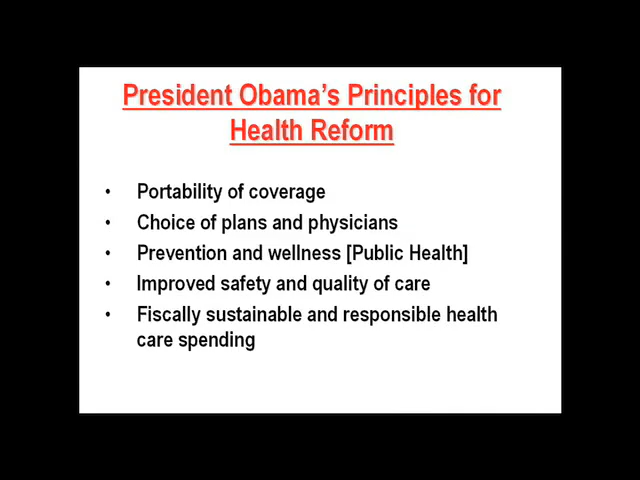 President Obama's Principles for
Health Reform
• Portability of coverage
• Choice of plans and physicians
• Prevention and wellness [Public Health]
• Improved safety and quality of care
• Fiscally sustainable and responsible health
care spending